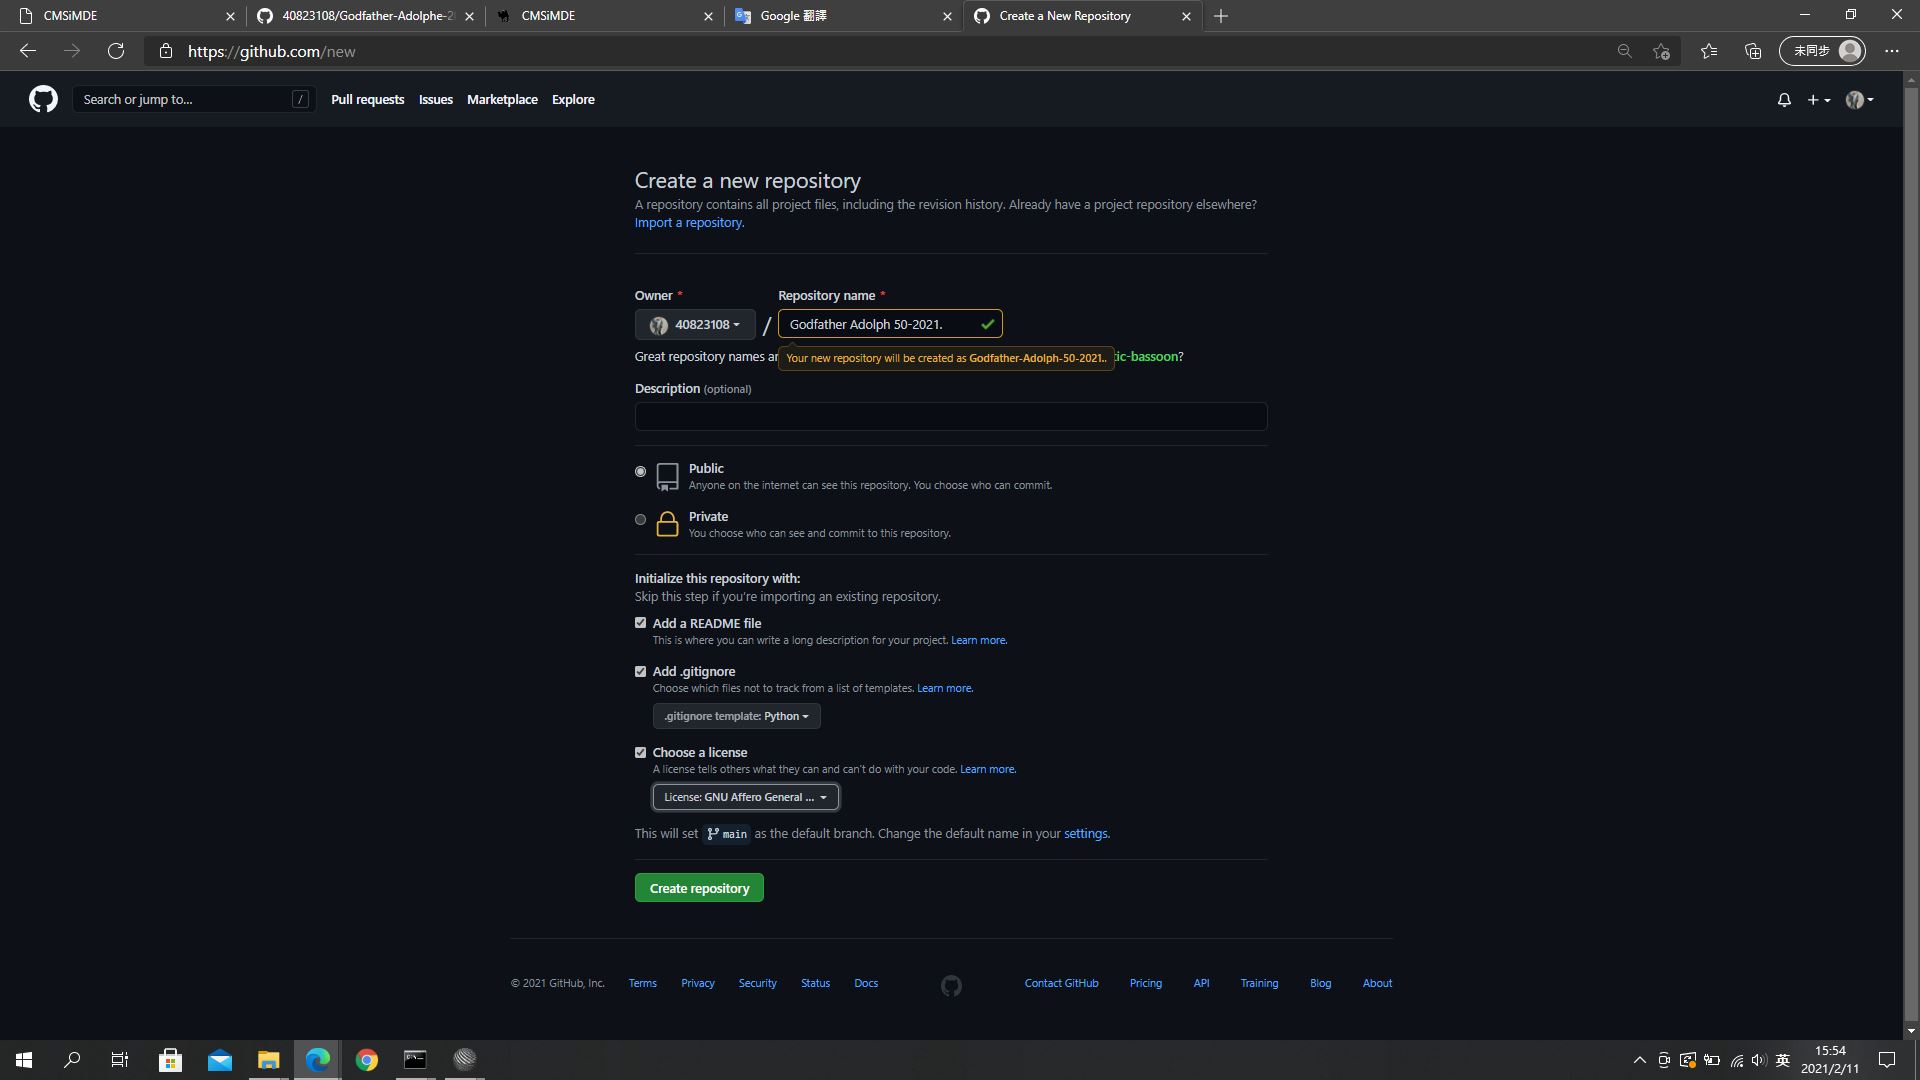 CMSiMDE
40823108/Godfather-Adolphe-2
CMSiMDE
Google 翻譯
Create a New Repository
https://github.com/new
未同步
Search or jump to...
/
Pull requests
Issues
Marketplace
Explore
Create a new repository
A repository contains all project files, including the revision history. Already have a project repository elsewhere?
Import a repository.
Owner *
Repository name *
40823108
/
Godfather Adolph 50-2021.
Great repository names ar
Your new repository will be created as Godfather-Adolph-50-2021..
tic-bassoon?
Description (optional)
Public
Anyone on the internet can see this repository. You choose who can commit.
Private
You choose who can see and commit to this repository.
Initialize this repository with:
Skip this step if you're importing an existing repository.
Add a README file
This is where you can write a long description for your project. Learn more.
Add .gitignore
Choose which files not to track from a list of templates. Learn more.
.gitignore template: Python
Choose a license
A license tells others what they can and can't do with your code. Learn more.
License: GNU Affero General ...
This will set main as the default branch. Change the default name in your settings.
Create repository
© 2021 GitHub, Inc.
Terms
Privacy
Security
Status
Docs
Contact GitHub
Pricing
API
Training
Blog
About
英
15:54
2021/2/11